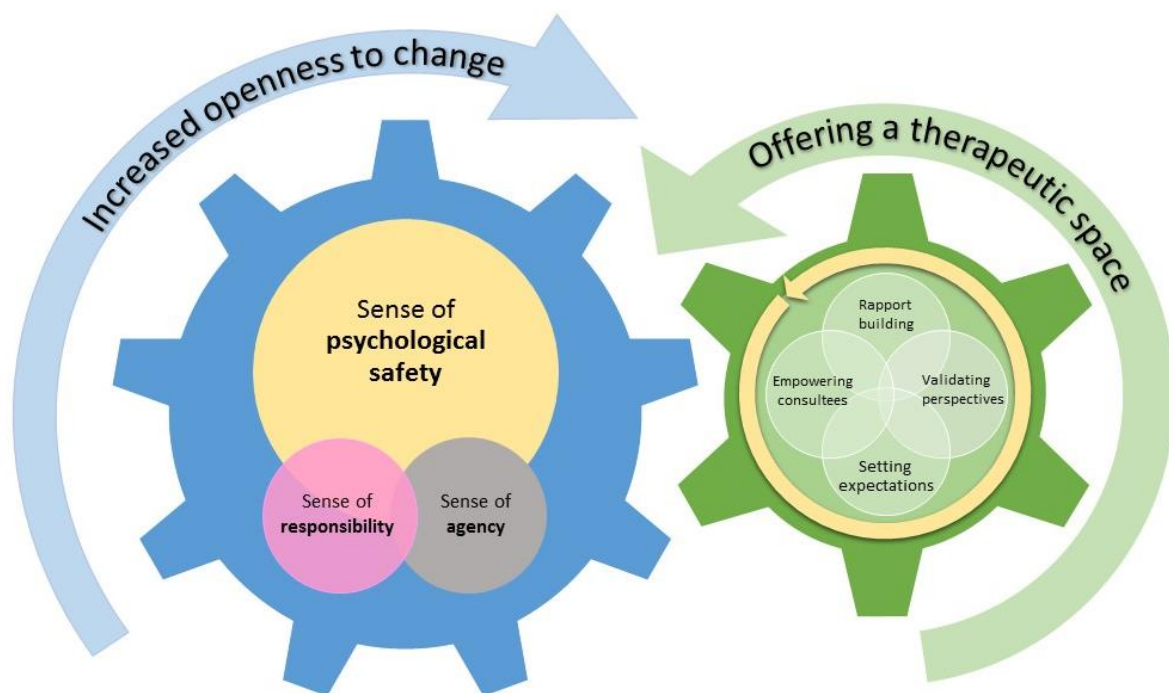 Increased openness to change
Offering a therapeutic space
Sense of
psychological
safety
Sense of
responsibility
Sense of
agency
Rapport
building
Empowering
consultees
Validating
perspectives
Setting
expectations